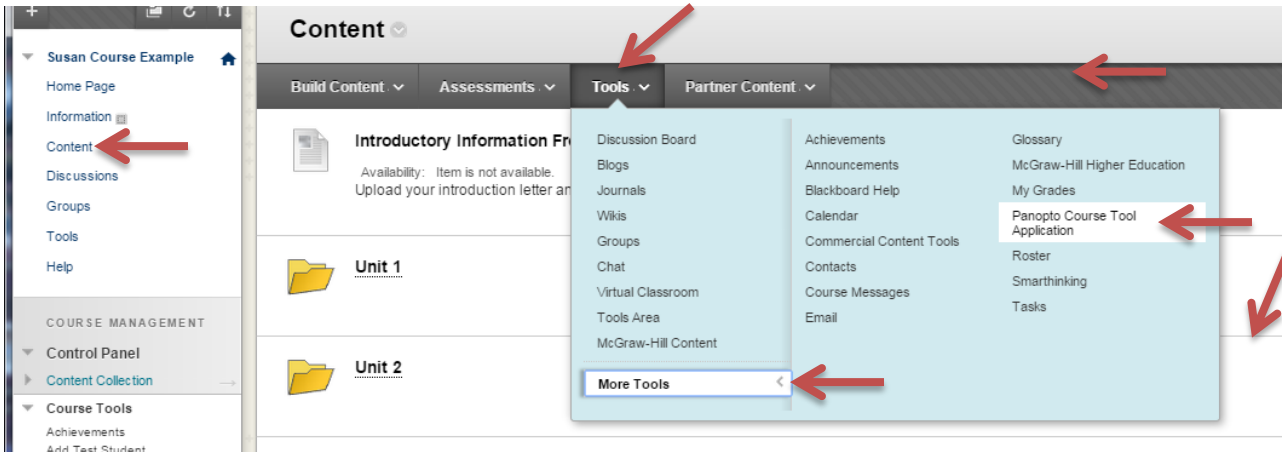 Susan Course Example
Home Page
Information
Content
Discussions
Groups
Tools
Help
COURSE MANAGEMENT
Control Panel
Content Collection
Course Tools
Achievements
Add Test Student
Content
Build Content
Assessments
Tools
Partner Content
Introductory Information
Availability: Item is not available.
Upload your introduction letter
Unit 1
Unit 2
Discussion Board
Blogs
Journals
Wikis
Groups
Chat
Virtual Classroom
Tools Area
McGraw-Hill Content
More Tools
Achievements
Announcements
Blackboard Help
Calendar
Commercial Content Tools
Contacts
Course Messages
Email
Glossary
McGraw-Hill Higher Education
My Grades
Panopto Course Tool
Application
Roster
Smarthinking
Tasks